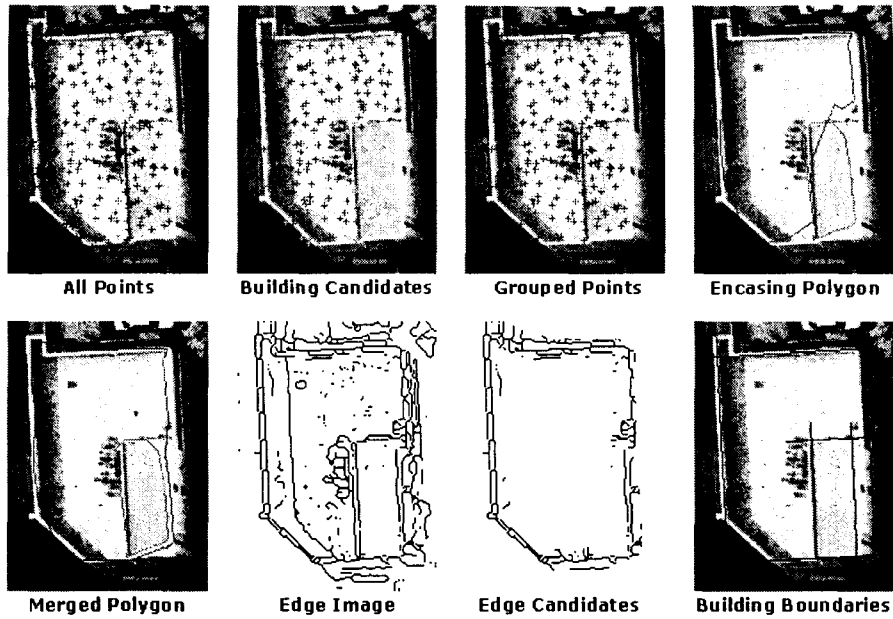 All Points
Building Candidates
Grouped Points
Encasing Polygon
Merged Polygon
Edge Image
Edge Candidates
Building Boundaries